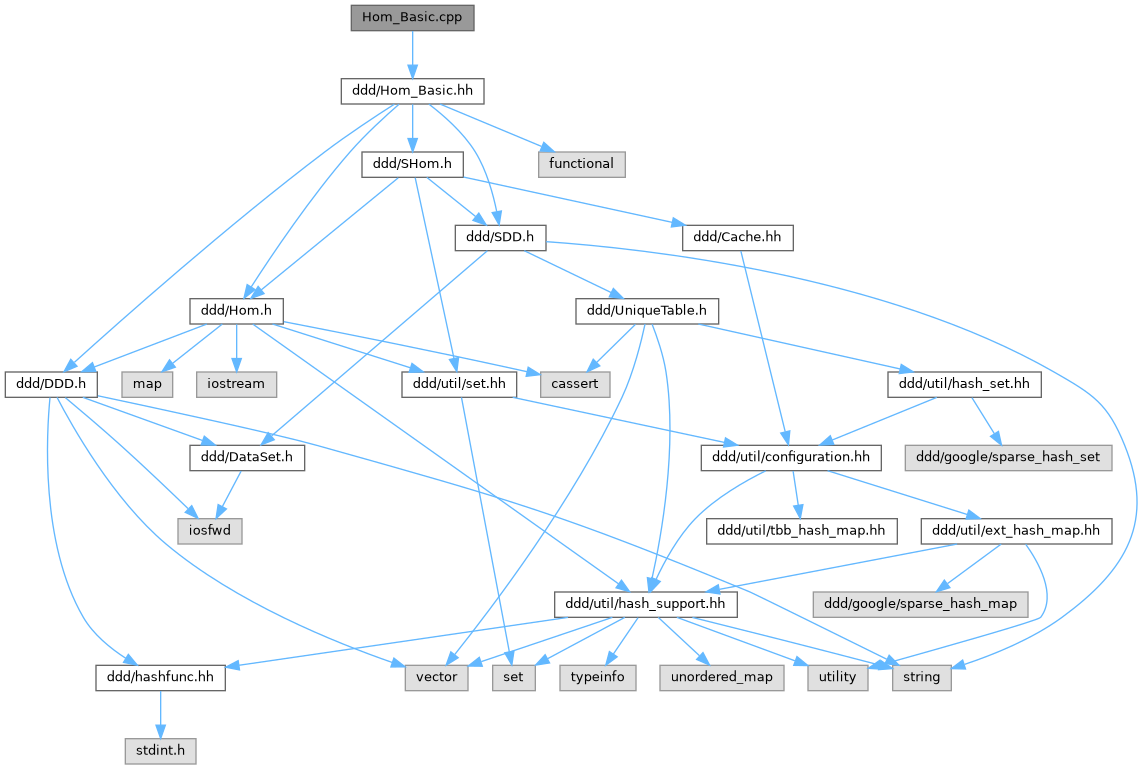 Hom_Basic.cpp
ddd/Hom_Basic.hh
ddd/SHom.h
functional
ddd/SDD.h
ddd/Cache.hh
ddd/Hom.h
ddd/UniqueTable.h
ddd/DDD.h
map
iostream
ddd/util/set.hh
cassert
ddd/util/hash_set.hh
ddd/DataSet.h
ddd/util/configuration.hh
ddd/google/sparse_hash_set
iosfwd
ddd/util/tbb_hash_map.hh
ddd/util/ext_hash_map.hh
ddd/util/hash_support.hh
ddd/google/sparse_hash_map
ddd/hashfunc.hh
vector
set
typeinfo
unordered_map
utility
string
stdint.h